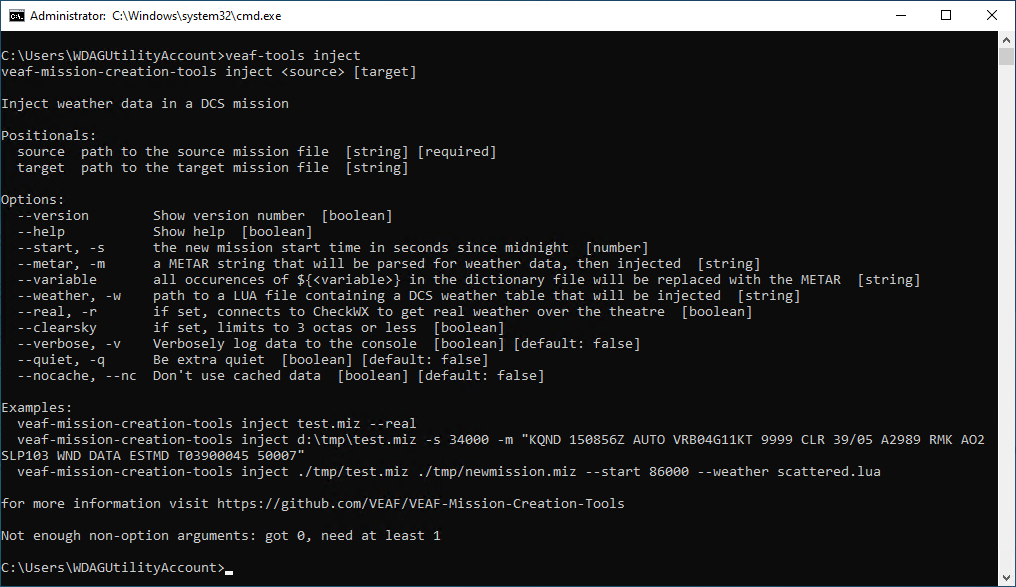 Administrator: C:\Windows\system32\cmd.exe
C:\Users\WDAGUtilityAccount>veaf-tools inject
veaf-mission-creation-tools inject <source> [target]
Inject weather data in a DCS mission
Positionals:
  source  path to the source mission file  [string] [required]
  target  path to the target mission file  [string]
Options:
  --version        Show version number  [boolean]
  --help           Show help  [boolean]
  --start, -s      the new mission start time in seconds since midnight  [number]
  --metar, -m      a METAR string that will be parsed for weather data, then injected  [string]
  --variable       all occurences of ${<variable>} in the dictionary file will be replaced with the METAR  [string]
  --weather, -w    path to a LUA file containing a DCS weather table that will be injected  [string]
  --real, -r       if set, connects to CheckWX to get real weather over the theatre  [boolean]
  --clearsky       if set, limits to 3 octas or less  [boolean]
  --verbose, -v    Verbosely log data to the console  [boolean] [default: false]
  --quiet, -q      Be extra quiet  [boolean] [default: false]
  --nocache, --nc  Don't use cached data  [boolean] [default: false]
Examples:
  veaf-mission-creation-tools inject test.miz --real
  veaf-mission-creation-tools inject d:\tmp\test.miz -s 34000 -m "KQND 150856Z AUTO VRB04G11KT 9999 CLR 39/05 A2989 RMK AO2
SLP103 WND DATA ESTMD T03900045 50007"
  veaf-mission-creation-tools inject ./tmp/test.miz ./tmp/newmission.miz --start 86000 --weather scattered.lua
for more information visit https://github.com/VEAF/VEAF-Mission-Creation-Tools
Not enough non-option arguments: got 0, need at least 1
C:\Users\WDAGUtilityAccount>